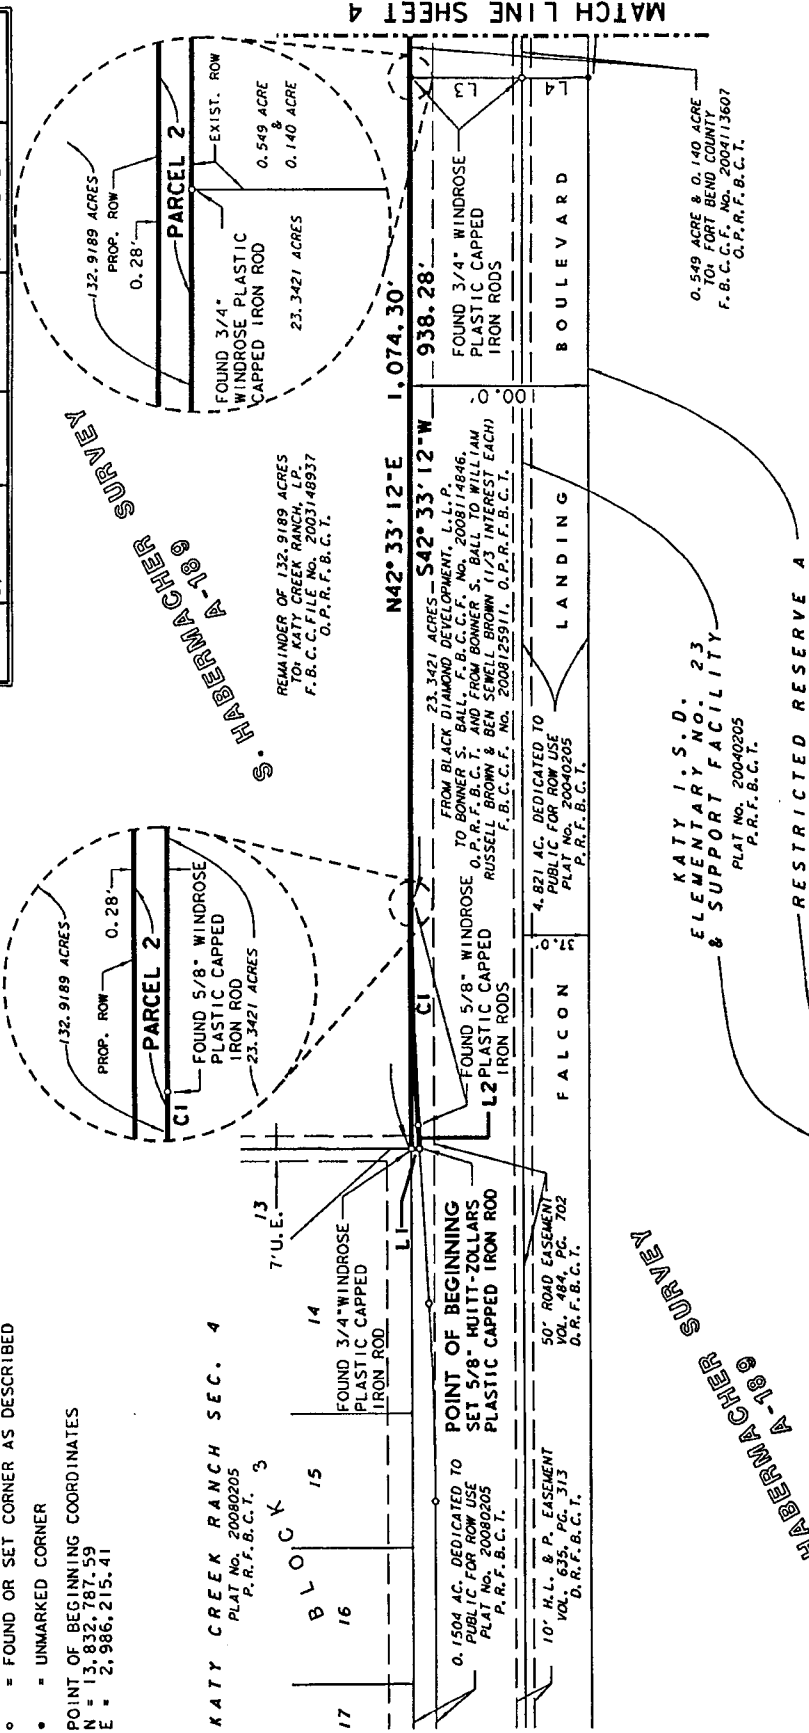 MATCH LINE SHEET 4
132.9189 ACRES
PROP. ROW
0.28'
PARCEL 2
EXIST. ROW
0.549 ACRE
&
0.140 ACRE
FOUND 3/4"
WINDROSE PLASTIC
CAPPED IRON ROD
23.3421 ACRES
S. HABERMACHER SURVEY
A-189
REMAINDER OF 132.9189 ACRES
TO: KATY CREEK RANCH, LP.
F.B.C.C.FILE No. 2003148937
O.P.R.F.B.C.T.
N42°33'12"E 1,074.30'
S42°33'12"W 938.28'
L3
L4
FOUND 3/4" WINDROSE
PLASTIC CAPPED
IRON RODS
0.549 ACRE & 0.140 ACRE
TO: FORT BEND COUNTY
F.B.C.C.F. No. 2004113607
O.P.R.F.B.C.T.
100.0'
23.3421 ACRES
FROM BLACK DIAMOND DEVELOPMENT, L.L.P.
TO BONNER S. BALL, F.B.C.C.F. No. 2008114846,
O.P.R.F.B.C.T. AND FROM BONNER S. BALL TO WILLIAM
RUSSELL BROWN & BEN SEWELL BROWN (1/3 INTEREST EACH)
F.B.C.C.F. No. 2008125911, O.P.R.F.B.C.T.
FALCON LANDING BOULEVARD
4.821 AC. DEDICATED TO
PUBLIC FOR ROW USE
PLAT No. 20040205
P.R.F.B.C.T.
37.0'
KATY I.S.D.
ELEMENTARY No. 23
& SUPPORT FACILITY
PLAT No. 20040205
P.R.F.B.C.T.
RESTRICTED RESERVE A
132.9189 ACRES
PROP. ROW
0.28'
PARCEL 2
C1
FOUND 5/8" WINDROSE
PLASTIC CAPPED
IRON ROD
23.3421 ACRES
C1
FOUND 5/8" WINDROSE
PLASTIC CAPPED
IRON RODS
L2
L1
7'U.E.
13
14
15
16
17
BLOCK 3
FOUND 3/4"WINDROSE
PLASTIC CAPPED
IRON ROD
POINT OF BEGINNING
SET 5/8" HUITT-ZOLLARS
PLASTIC CAPPED IRON ROD
50' ROAD EASEMENT
VOL. 484, PG. 702
D.R.F.B.C.T.
0.1504 AC. DEDICATED TO
PUBLIC FOR ROW USE
PLAT No. 20080205
P.R.F.B.C.T.
10' H.L. & P. EASEMENT
VOL. 635, PG. 313
D.R.F.B.C.T.
KATY CREEK RANCH SEC. 4
PLAT No. 20080205
P.R.F.B.C.T.
= FOUND OR SET CORNER AS DESCRIBED
= UNMARKED CORNER
POINT OF BEGINNING COORDINATES
N = 13,832,787.59
E = 2,986,215.41
HABERMACHER SURVEY
A-189